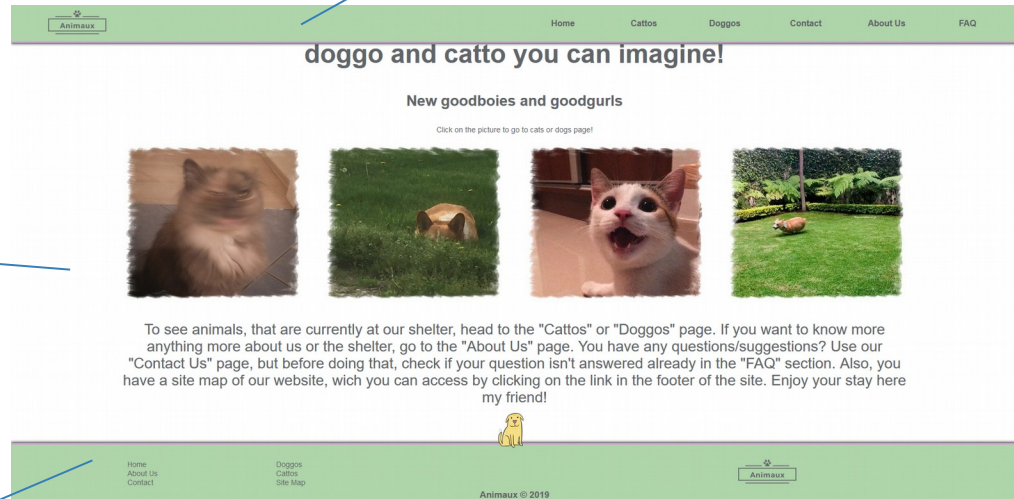 Animaux
Home Cattos Doggos Contact About Us FAQ
doggo and catto you can imagine!
New goodboies and goodgurls
Click on the picture to go to cats or dogs page!
To see animals, that are currently at our shelter, head to the "Cattos" or "Doggos" page. If you want to know more
anything more about us or the shelter, go to the "About Us" page. You have any questions/suggestions? Use our
"Contact Us" page, but before doing that, check if your question isn't answered already in the "FAQ" section. Also, you
have a site map of our website, wich you can access by clicking on the link in the footer of the site. Enjoy your stay here
my friend!
Home
About Us
Contact
Doggos
Cattos
Site Map
Animaux
Animaux © 2019